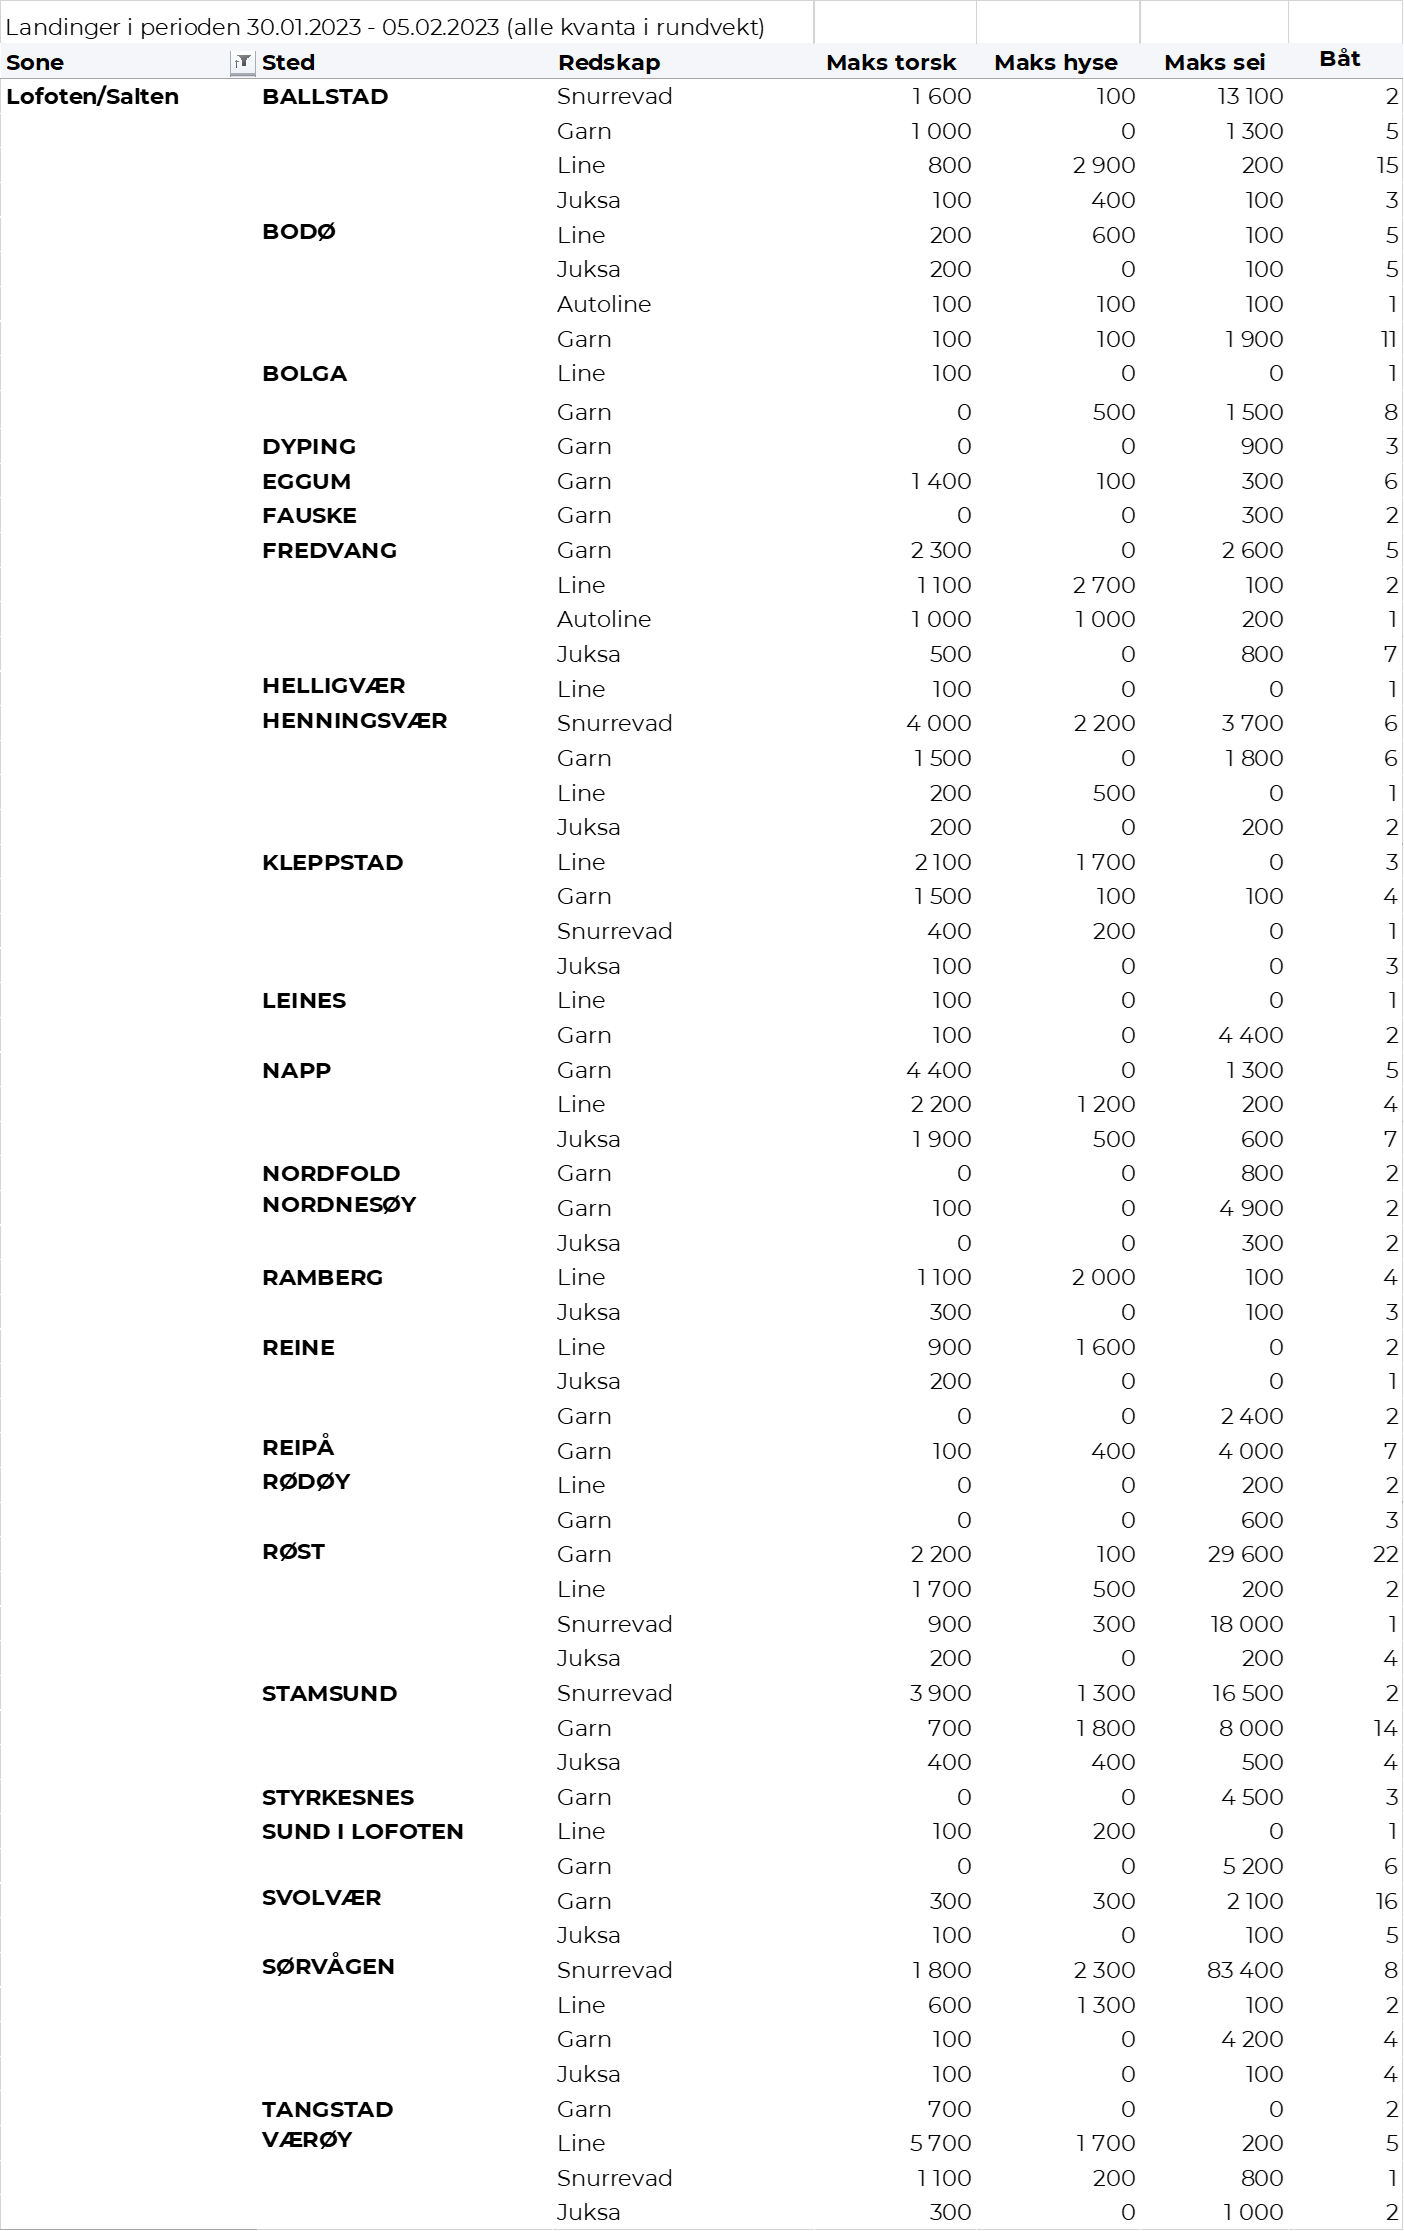 Landinger i perioden 30.01.2023 - 05.02.2023 (alle kvanta i rundvekt)
Sone Sted Redskap Maks torsk Maks hyse Maks sei Båt
Lofoten/Salten BALLSTAD Snurrevad 1 600 100 13 100 2
Garn 1 000 0 1 300 5
Line 800 2 900 200 15
Juksa 100 400 100 3
BODØ Line 200 600 100 5
Juksa 200 0 100 5
Autoline 100 100 100 1
Garn 100 100 1 900 11
BOLGA Line 100 0 0 1
Garn 0 500 1 500 8
DYPING Garn 0 0 900 3
EGGUM Garn 1 400 100 300 6
FAUSKE Garn 0 0 300 2
FREDVANG Garn 2 300 0 2 600 5
Line 1 100 2 700 100 2
Autoline 1 000 1 000 200 1
Juksa 500 0 800 7
HELLIGVÆR Line 100 0 0 1
HENNINGSVÆR Snurrevad 4 000 2 200 3 700 6
Garn 1 500 0 1 800 6
Line 200 500 0 1
Juksa 200 0 200 2
KLEPPSTAD Line 2 100 1 700 0 3
Garn 1 500 100 100 4
Snurrevad 400 200 0 1
Juksa 100 0 0 3
LEINES Line 100 0 0 1
Garn 100 0 4 400 2
NAPP Garn 4 400 0 1 300 5
Line 2 200 1 200 200 4
Juksa 1 900 500 600 7
NORDFOLD Garn 0 0 800 2
NORDNESØY Garn 100 0 4 900 2
Juksa 0 0 300 2
RAMBERG Line 1 100 2 000 100 4
Juksa 300 0 100 3
REINE Line 900 1 600 0 2
Juksa 200 0 0 1
Garn 0 0 2 400 2
REIPÅ Garn 100 400 4 000 7
RØDØY Line 0 0 200 2
Garn 0 0 600 3
RØST Garn 2 200 100 29 600 22
Line 1 700 500 200 2
Snurrevad 900 300 18 000 1
Juksa 200 0 200 4
STAMSUND Snurrevad 3 900 1 300 16 500 2
Garn 700 1 800 8 000 14
Juksa 400 400 500 4
STYRKESNES Garn 0 0 4 500 3
SUND I LOFOTEN Line 100 200 0 1
Garn 0 0 5 200 6
SVOLVÆR Garn 300 300 2 100 16
Juksa 100 0 100 5
SØRVÅGEN Snurrevad 1 800 2 300 83 400 8
Line 600 1 300 100 2
Garn 100 0 4 200 4
Juksa 100 0 100 4
TANGSTAD Garn 700 0 0 2
VÆRØY Line 5 700 1 700 200 5
Snurrevad 1 100 200 800 1
Juksa 300 0 1 000 2